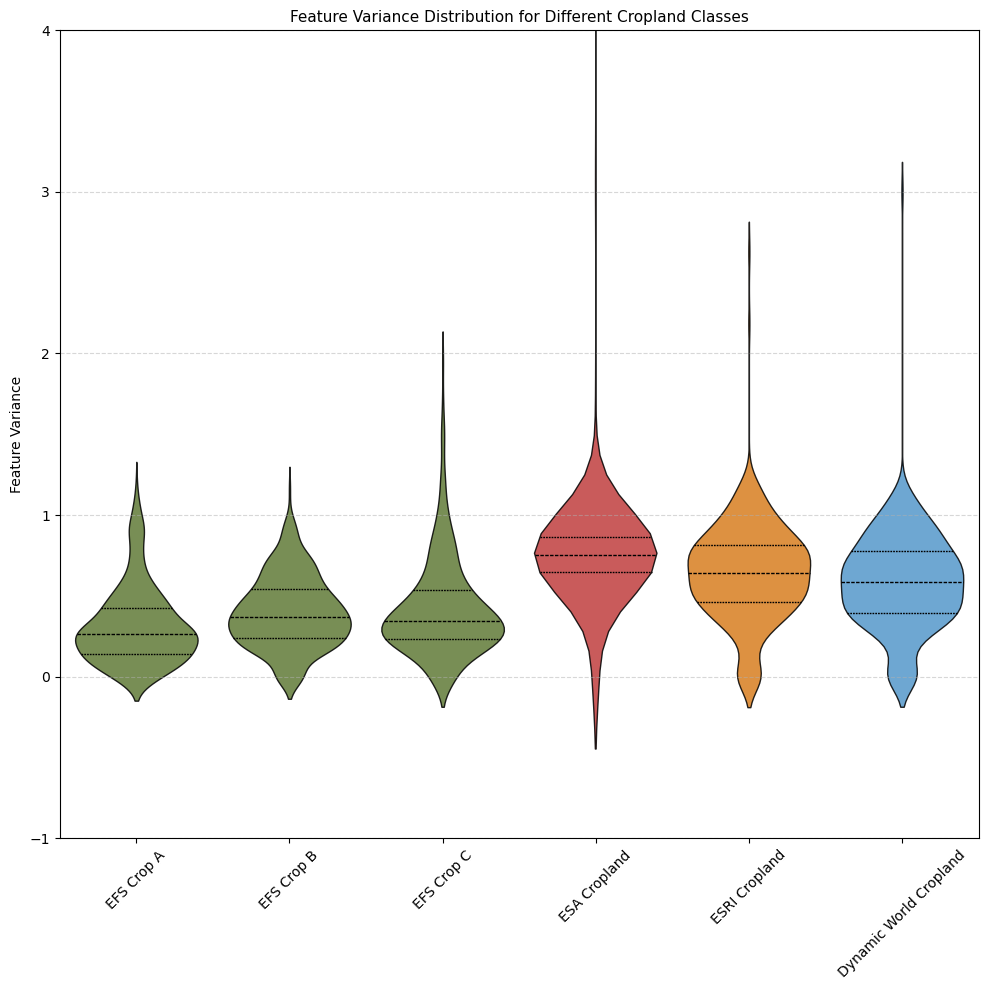 Feature Variance Distribution for Different Cropland Classes
4
3
2
1
0
−1
Feature Variance
EFS Crop A
EFS Crop B
EFS Crop C
ESA Cropland
ESRI Cropland
Dynamic World Cropland